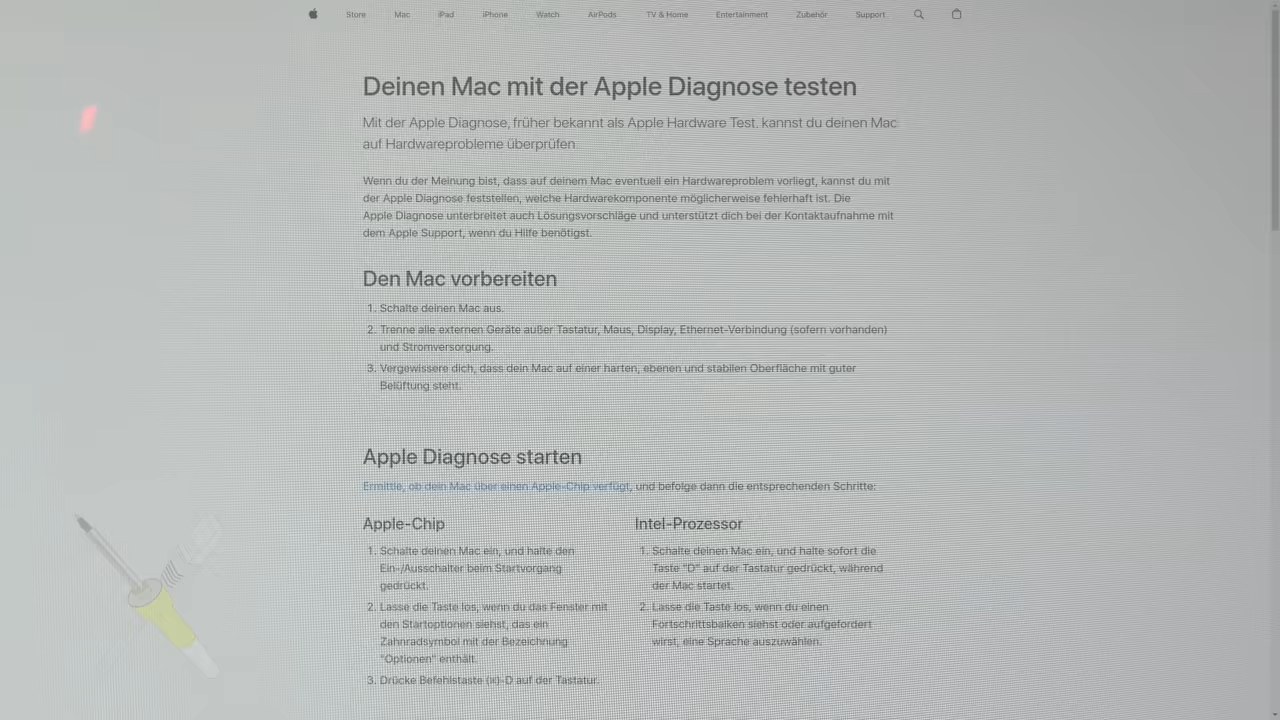 Store Mac iPad iPhone Watch AirPods TV & Home Entertainment Zubehör Support
Deinen Mac mit der Apple Diagnose testen
Mit der Apple Diagnose, früher bekannt als Apple Hardware Test, kannst du deinen Mac
auf Hardwareprobleme überprüfen.
Wenn du der Meinung bist, dass auf deinem Mac eventuell ein Hardwareproblem vorliegt, kannst du mit
der Apple Diagnose feststellen, welche Hardwarekomponente möglicherweise fehlerhaft ist. Die
Apple Diagnose unterbreitet auch Lösungsvorschläge und unterstützt dich bei der Kontaktaufnahme mit
dem Apple Support, wenn du Hilfe benötigst.
Den Mac vorbereiten
1. Schalte deinen Mac aus.
2. Trenne alle externen Geräte außer Tastatur, Maus, Display, Ethernet-Verbindung (sofern vorhanden)
und Stromversorgung.
3. Vergewissere dich, dass dein Mac auf einer harten, ebenen und stabilen Oberfläche mit guter
Belüftung steht.
Apple Diagnose starten
Ermittle, ob dein Mac über einen Apple-Chip verfügt, und befolge dann die entsprechenden Schritte:
Apple-Chip
1. Schalte deinen Mac ein, und halte den
Ein-/Ausschalter beim Startvorgang
gedrückt.
2. Lasse die Taste los, wenn du das Fenster mit
den Startoptionen siehst, das ein
Zahnradsymbol mit der Bezeichnung
"Optionen" enthält.
3. Drücke Befehlstaste (⌘)-D auf der Tastatur.
Intel-Prozessor
1. Schalte deinen Mac ein, und halte sofort die
Taste "D" auf der Tastatur gedrückt, während
der Mac startet.
2. Lasse die Taste los, wenn du einen
Fortschrittsbalken siehst oder aufgefordert
wirst, eine Sprache auszuwählen.